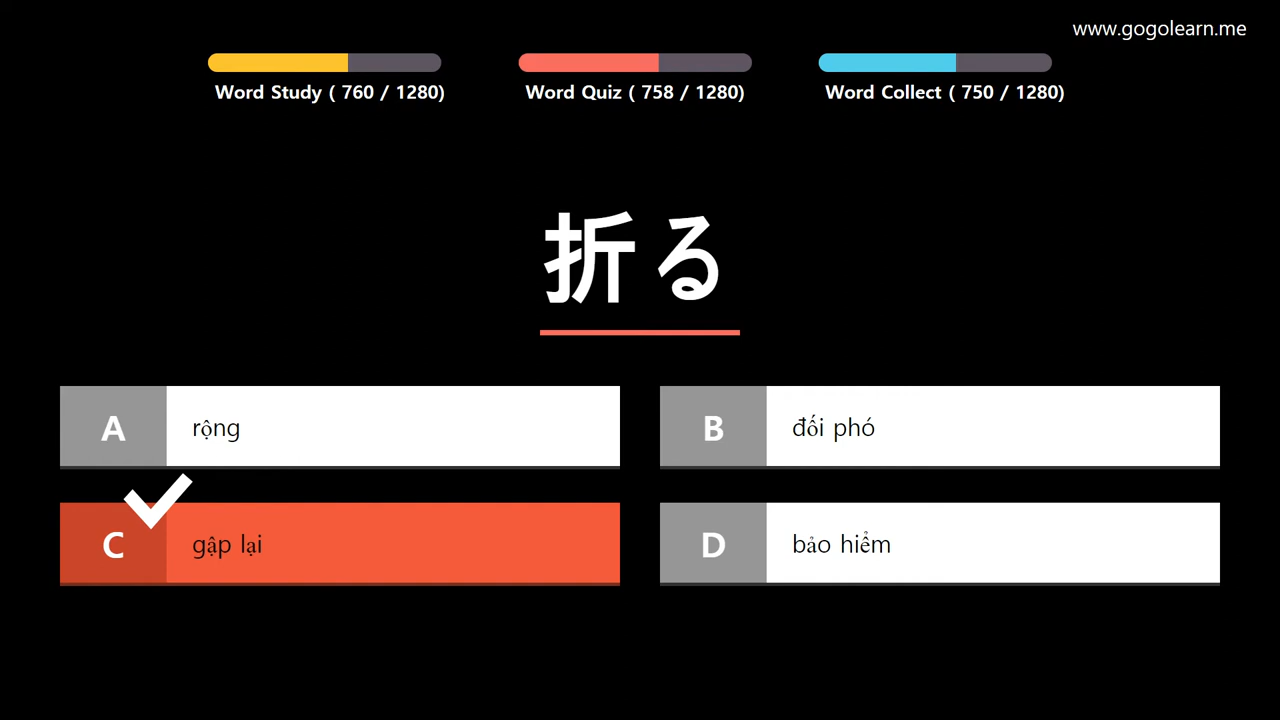 www.gogolearn.me
Word Study ( 760 / 1280)
Word Quiz ( 758 / 1280)
Word Collect ( 750 / 1280)
折る
A rộng
B đối phó
C gập lại
D bảo hiểm